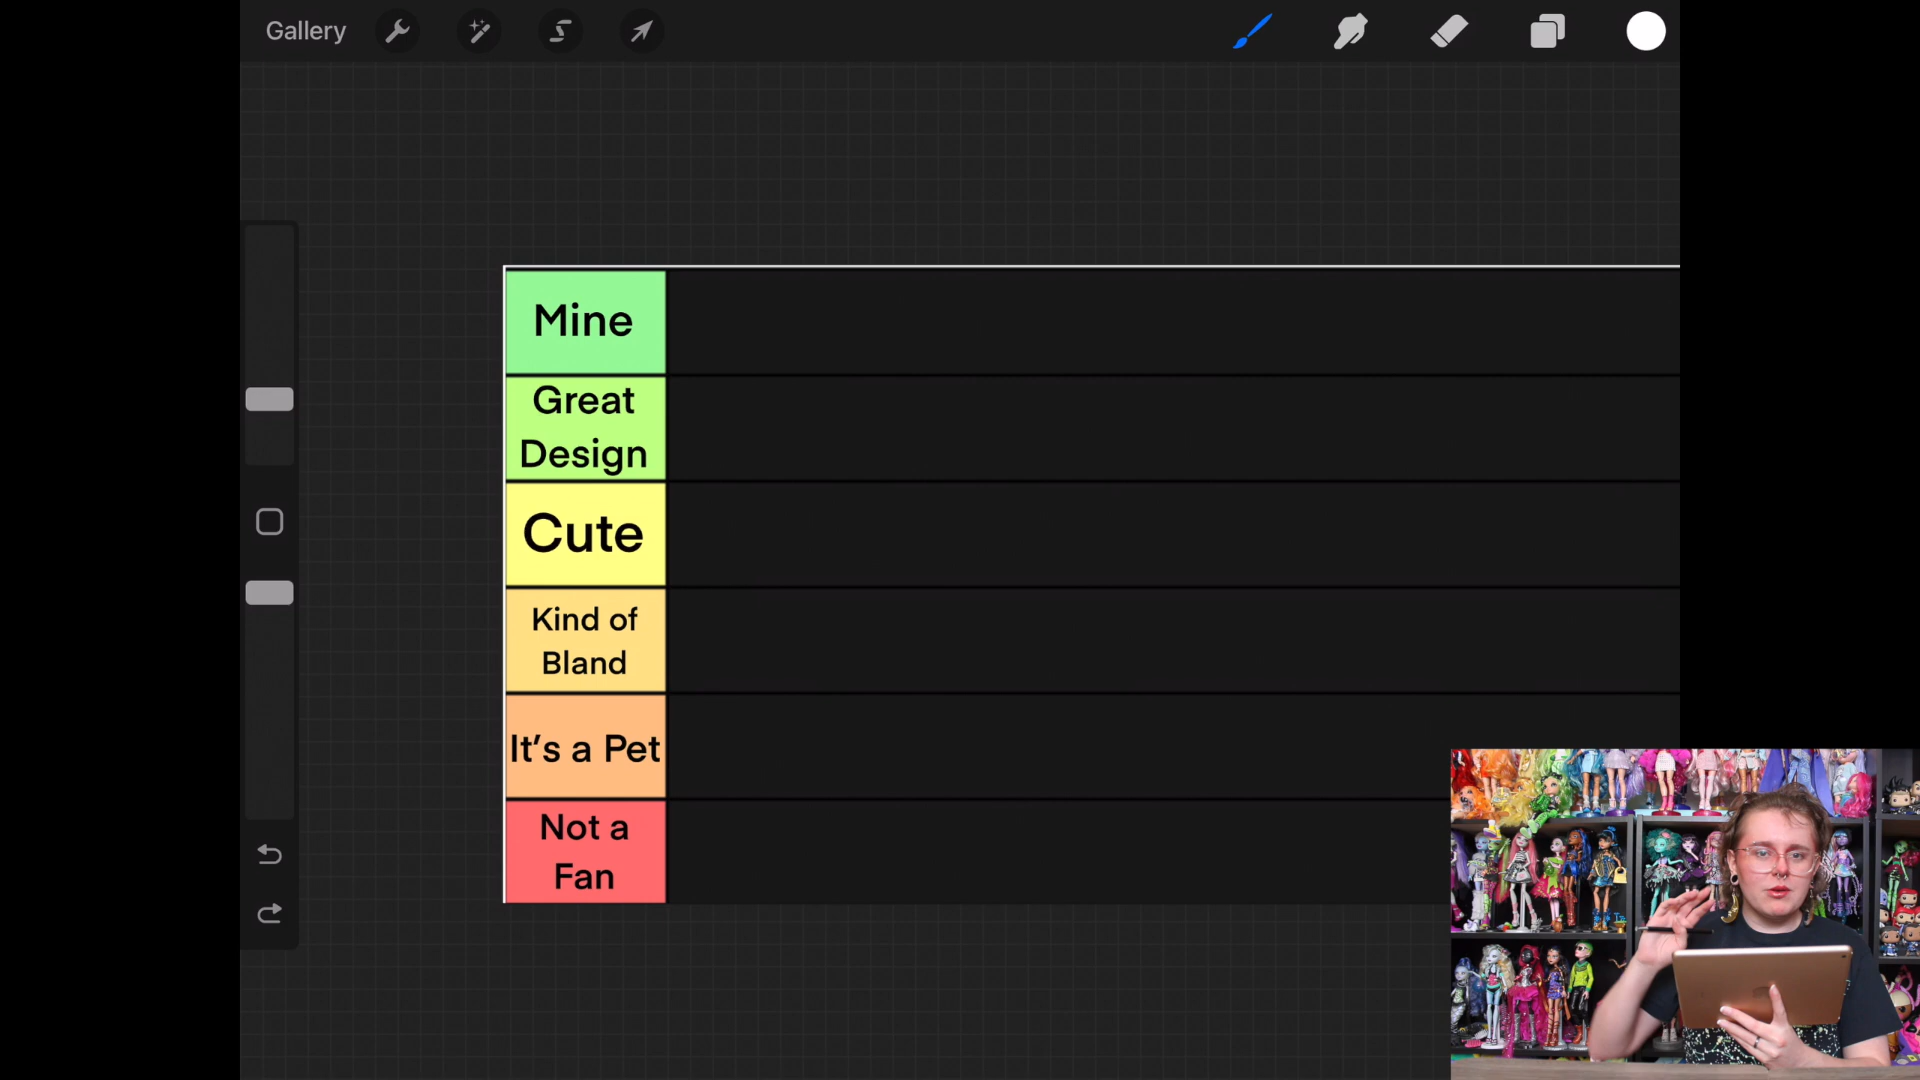 Gallery
Mine
Great
Design
Cute
Kind of
Bland
It's a Pet
Not a
Fan